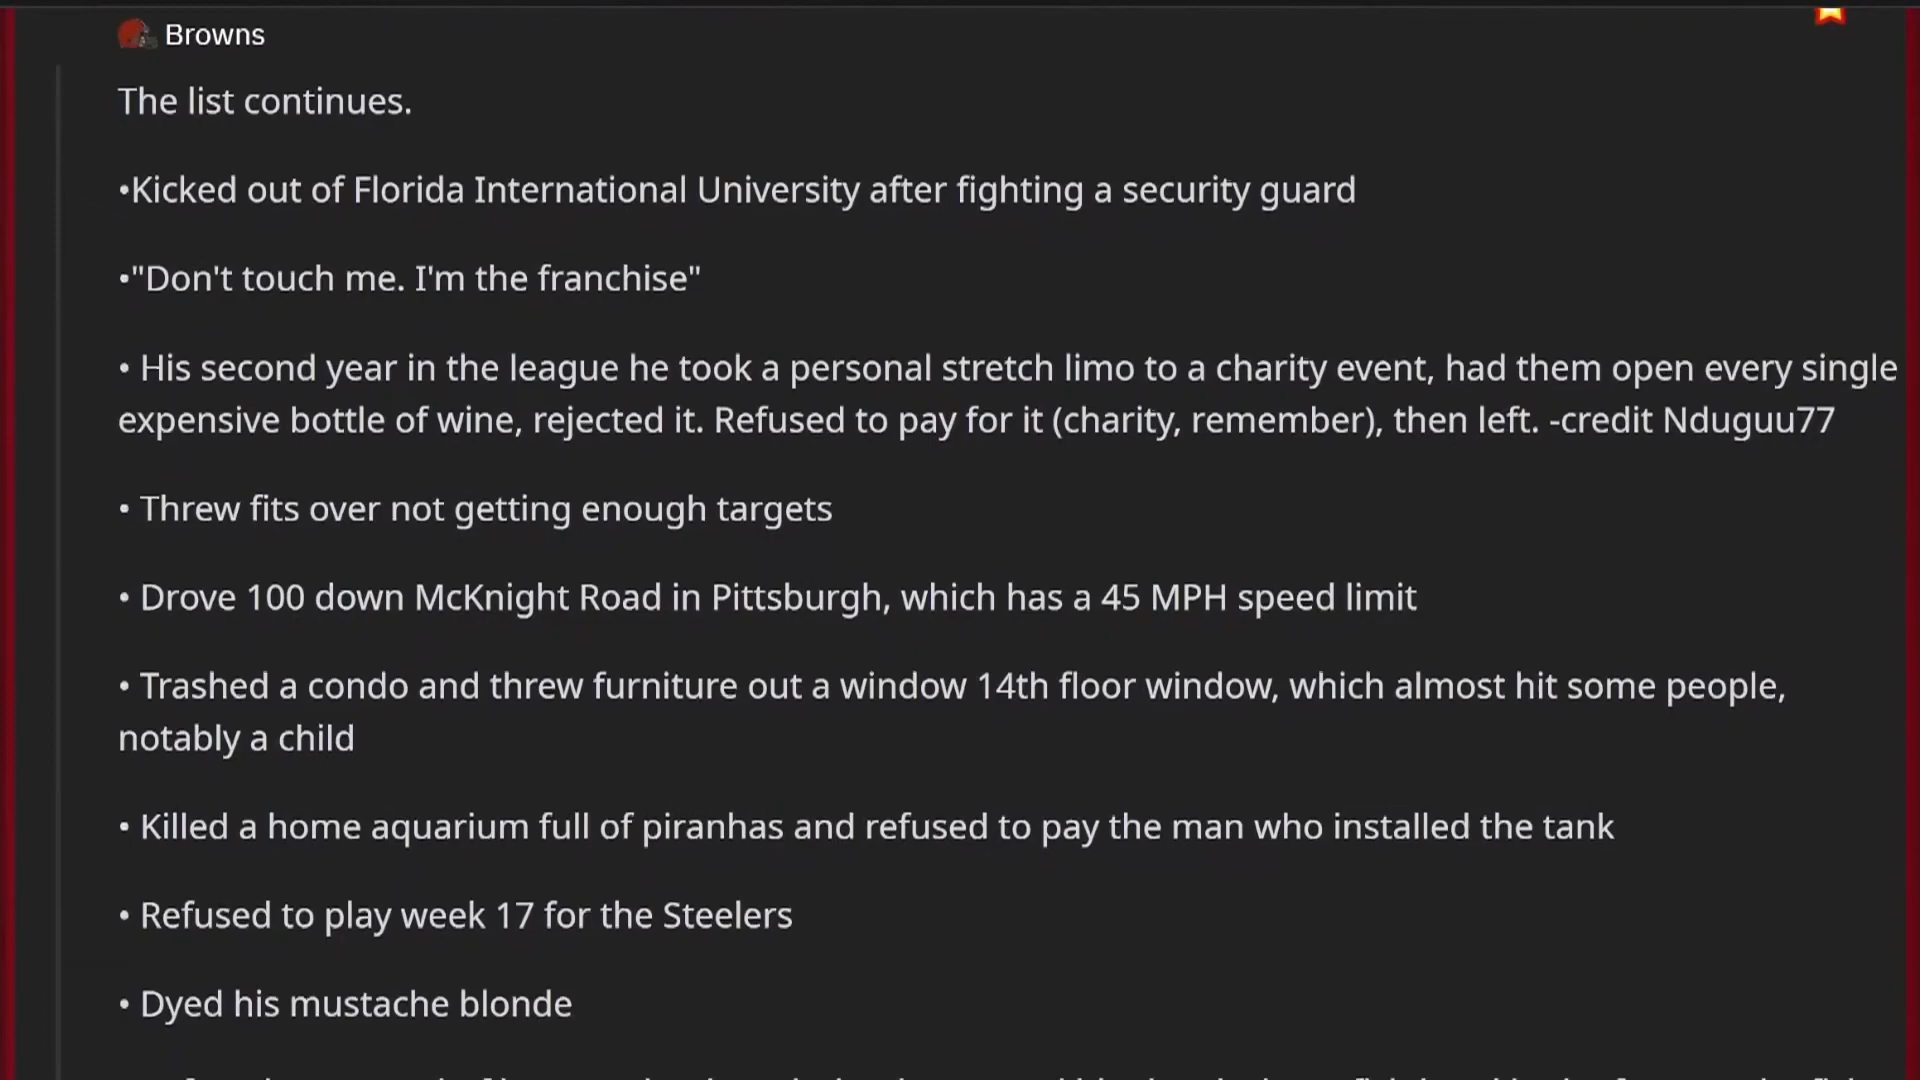 Browns
The list continues.
•Kicked out of Florida International University after fighting a security guard
•"Don't touch me. I'm the franchise"
• His second year in the league he took a personal stretch limo to a charity event, had them open every single
expensive bottle of wine, rejected it. Refused to pay for it (charity, remember), then left. -credit Nduguu77
• Threw fits over not getting enough targets
• Drove 100 down McKnight Road in Pittsburgh, which has a 45 MPH speed limit
• Trashed a condo and threw furniture out a window 14th floor window, which almost hit some people,
notably a child
• Killed a home aquarium full of piranhas and refused to pay the man who installed the tank
• Refused to play week 17 for the Steelers
• Dyed his mustache blonde